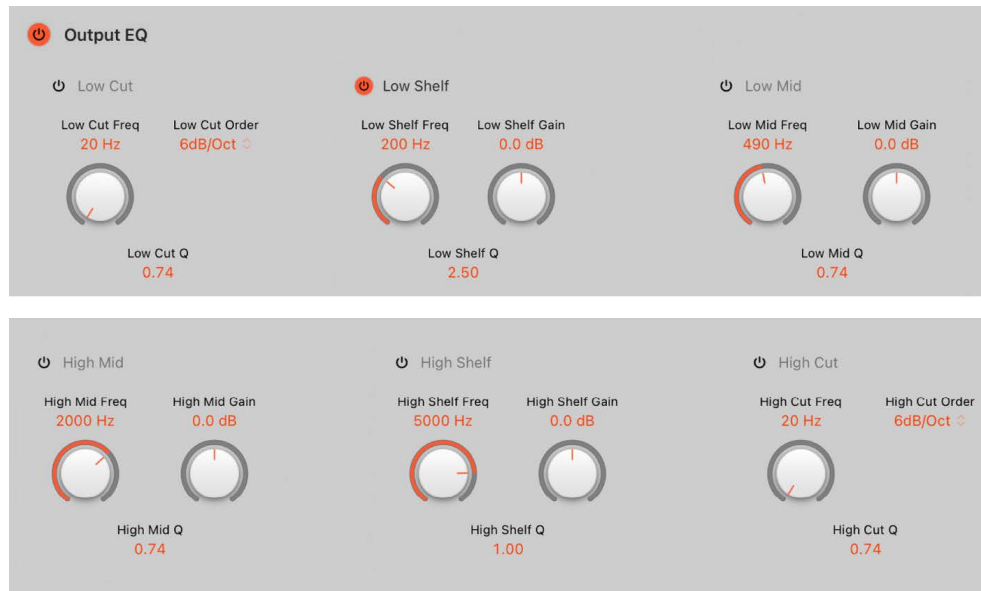 Output EQ
Low Cut
Low Shelf
Low Mid
Low Cut Freq Low Cut Order
20 Hz 6dB/Oct
Low Cut Q
0.74
Low Shelf Freq Low Shelf Gain
200 Hz 0.0 dB
Low Shelf Q
2.50
Low Mid Freq Low Mid Gain
490 Hz 0.0 dB
Low Mid Q
0.74
High Mid
High Shelf
High Cut
High Mid Freq High Mid Gain
2000 Hz 0.0 dB
High Mid Q
0.74
High Shelf Freq High Shelf Gain
5000 Hz 0.0 dB
High Shelf Q
1.00
High Cut Freq High Cut Order
20 Hz 6dB/Oct
High Cut Q
0.74